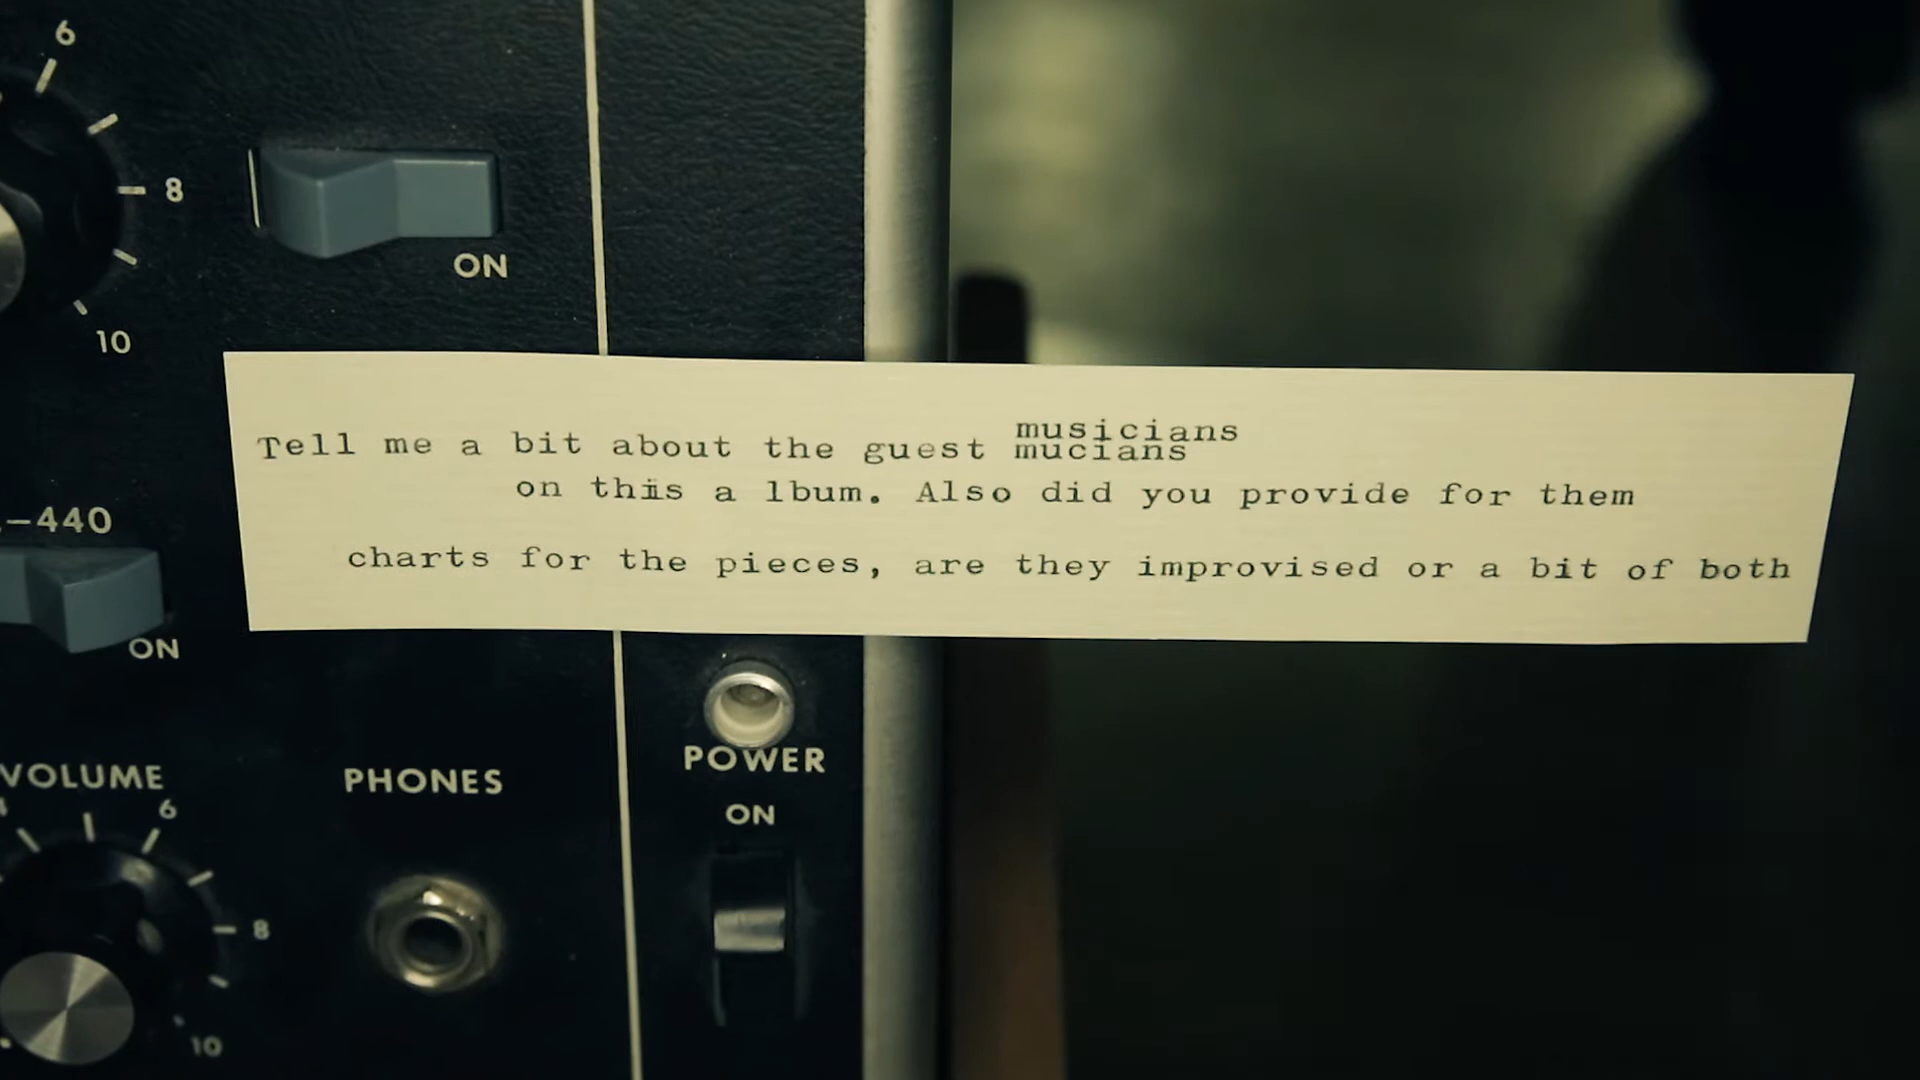 6
8
ON
10
Tell me a bit about the guest musicians
mucians
on this a lbum. Also did you provide for them
-440
charts for the pieces, are they improvised or a bit of both
ON
POWER
VOLUME
PHONES
6
ON
8
10